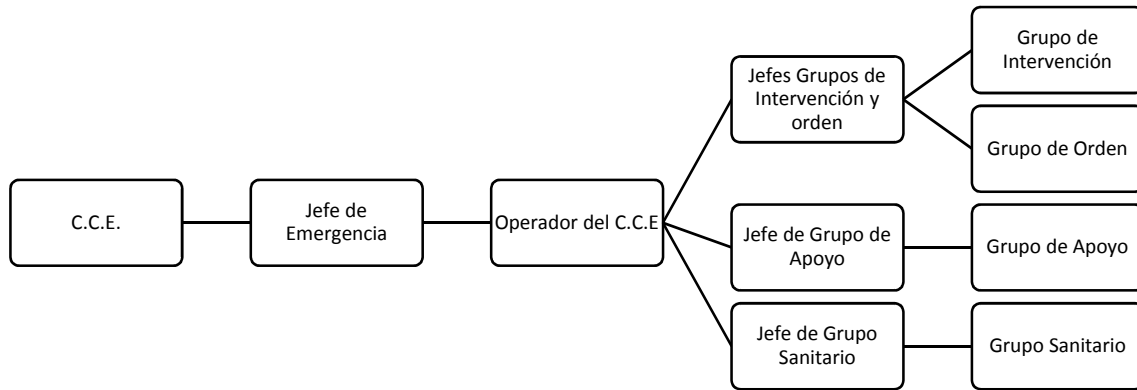 C.C.E.
Jefe de
Emergencia
Operador del C.C.E
Jefes Grupos de
Intervención y
orden
Grupo de
Intervención
Grupo de Orden
Jefe de Grupo de
Apoyo
Grupo de Apoyo
Jefe de Grupo
Sanitario
Grupo Sanitario